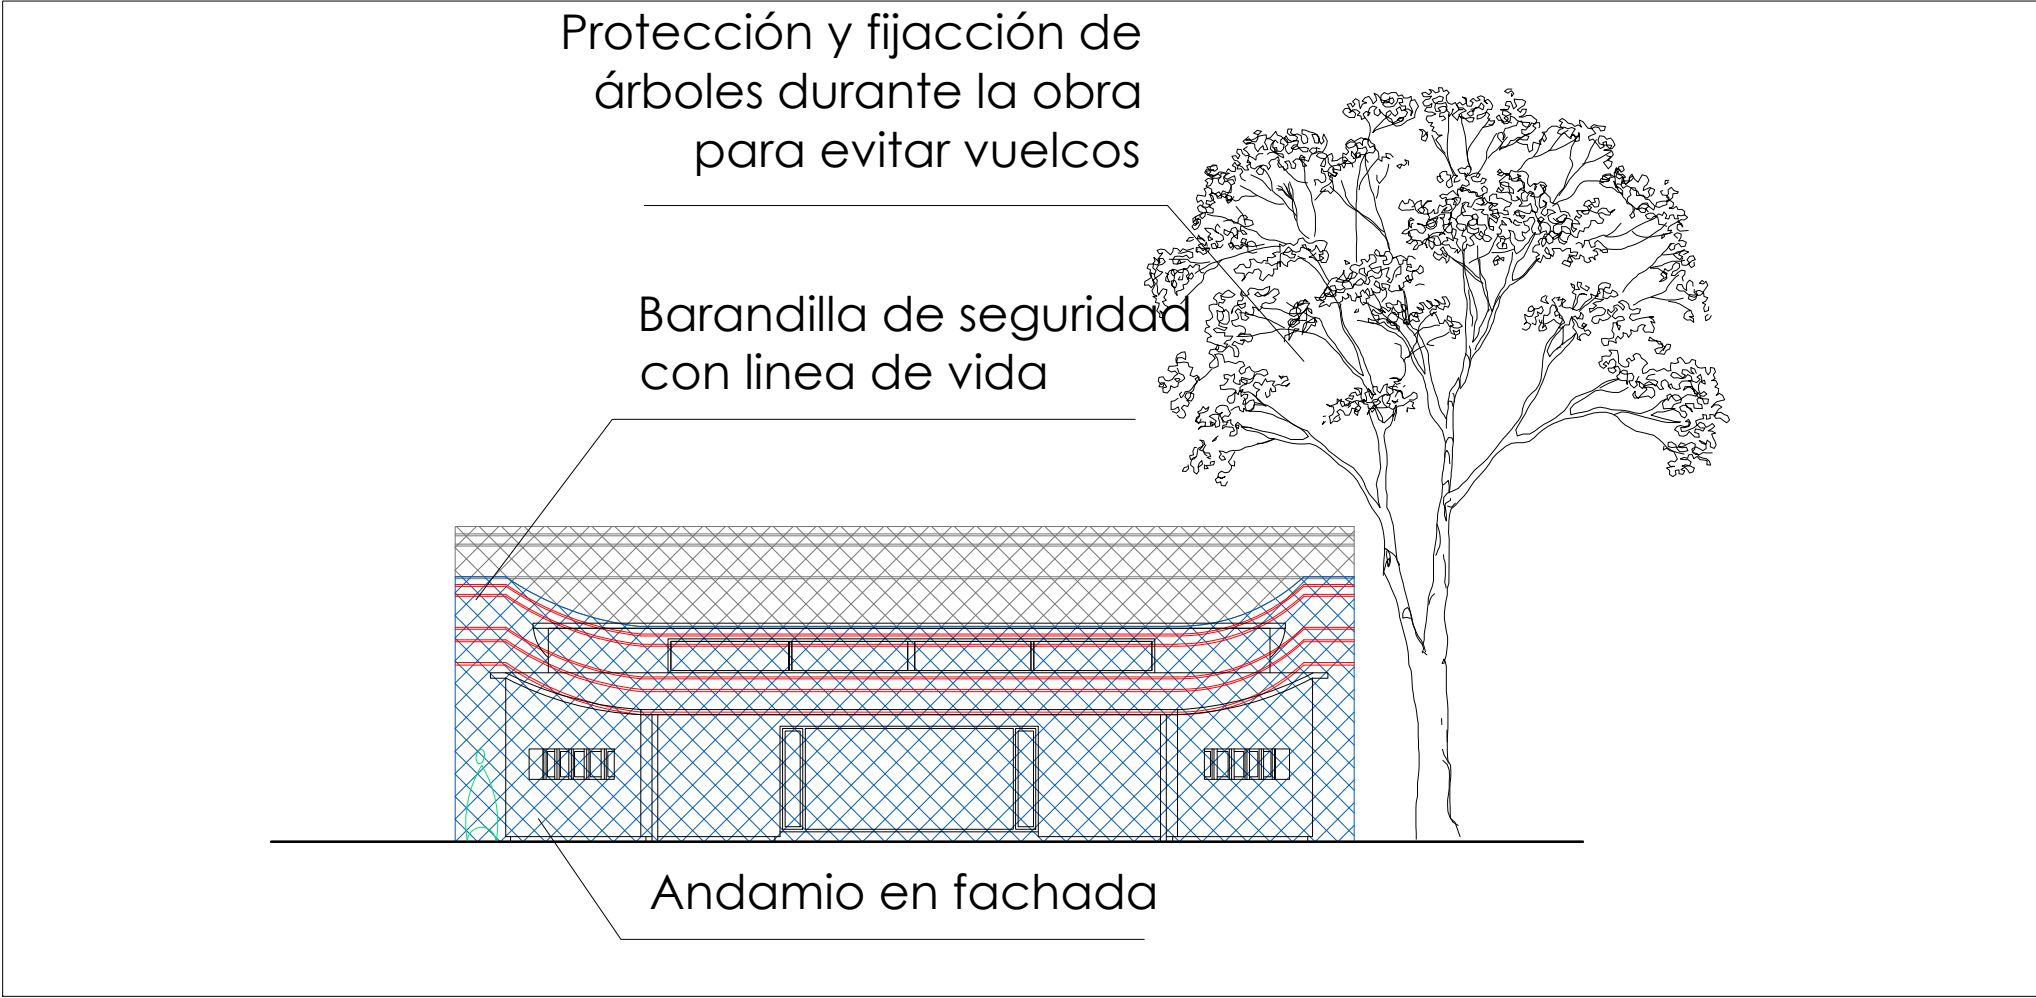 Protección y fijacción de
árboles durante la obra
para evitar vuelcos
Barandilla de seguridad
con linea de vida
Andamio en fachada